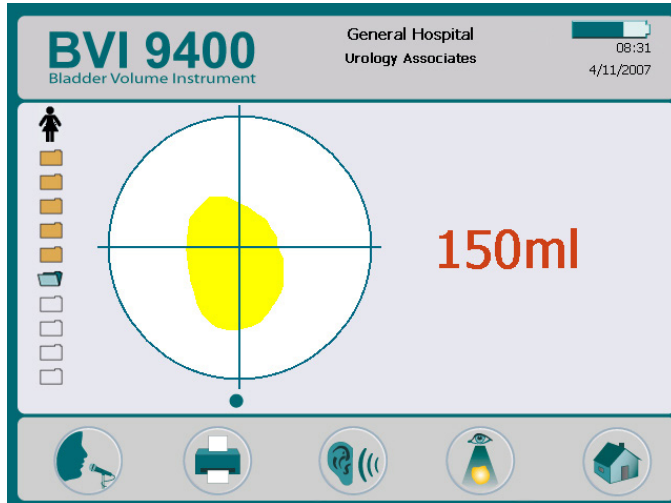 BVI 9400
Bladder Volume Instrument
General Hospital
Urology Associates
08:31
4/11/2007
150ml